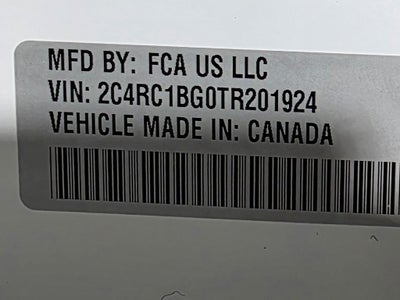 MFD BY: FCA US LLC
VIN: 2C4RC1BG0TR201924
VEHICLE MADE IN: CANADA